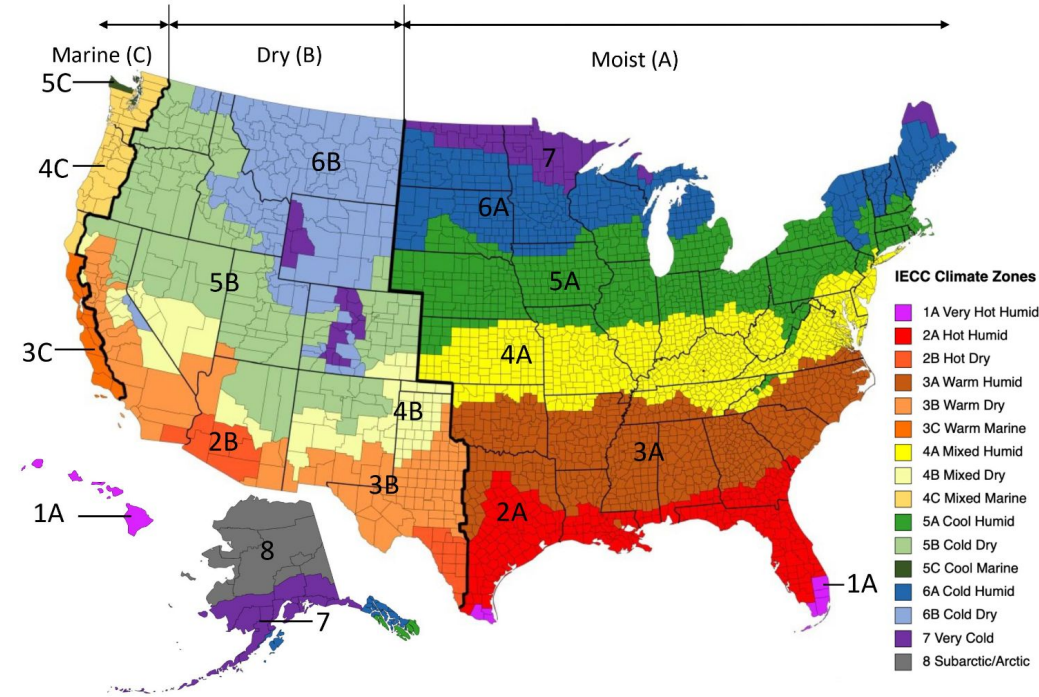 Marine (C)
Dry (B)
Moist (A)
5C
4C
6B
7
6A
5B
5A
IECC Climate Zones
1A Very Hot Humid
2A Hot Humid
2B Hot Dry
3A Warm Humid
3B Warm Dry
3C Warm Marine
4A Mixed Humid
4B Mixed Dry
4C Mixed Marine
5A Cool Humid
5B Cold Dry
5C Cool Marine
6A Cold Humid
6B Cold Dry
7 Very Cold
8 Subarctic/Arctic
3C
4A
4B
2B
3A
3B
2A
1A
8
1A
7